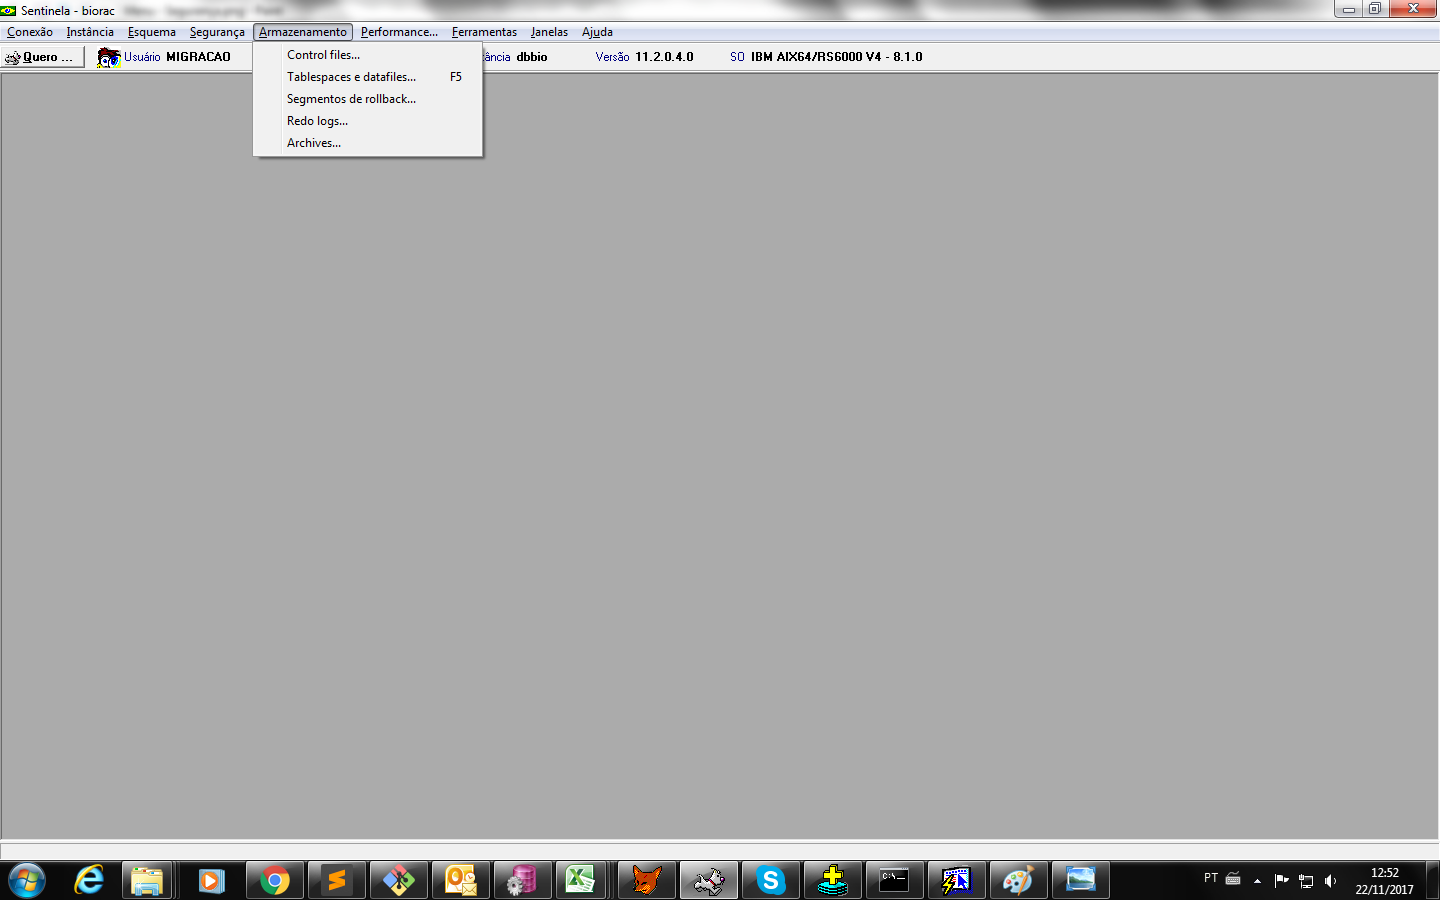 Sentinela - biorac
Conexão Instância Esquema Segurança Armazenamento Performance... Ferramentas Janelas Ajuda
Quero ... Usuário MIGRACAO ância dbbio Versão 11.2.0.4.0 SO IBM AIX64/RS6000 V4 - 8.1.0
Control files...
Tablespaces e datafiles... F5
Segmentos de rollback...
Redo logs...
Archives...
PT
12:52
22/11/2017